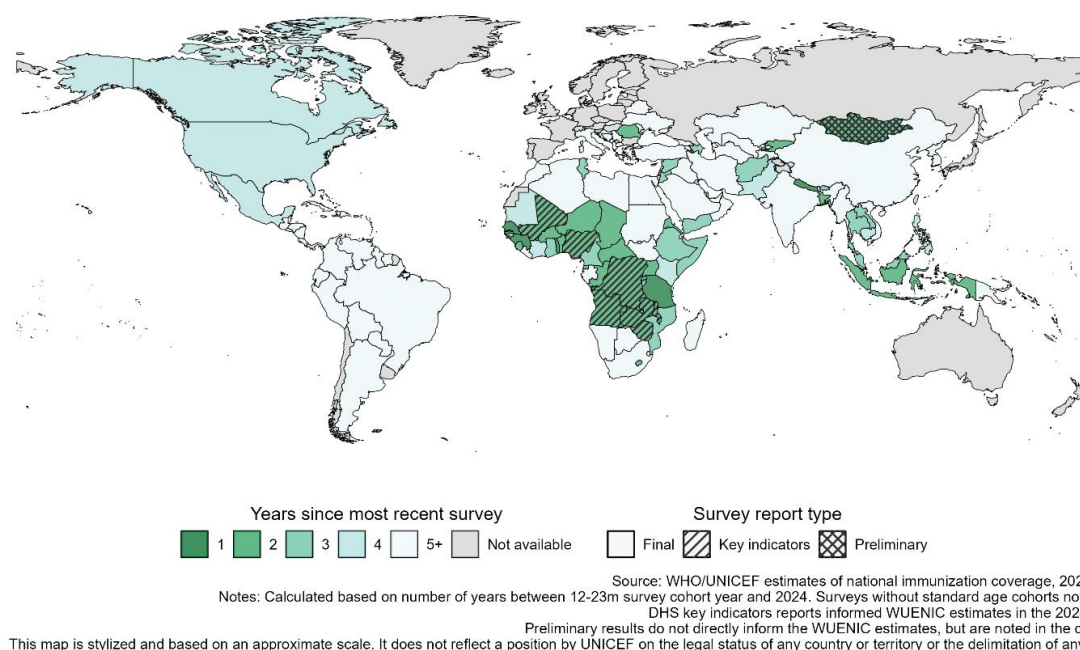 Years since most recent survey
Survey report type
1 2 3 4 5+ Not available
Final Key indicators Preliminary
Source: WHO/UNICEF estimates of national immunization coverage,
Notes: Calculated based on number of years between 12-23m survey cohort year and 2024. Surveys without standard age cohorts
DHS key indicators reports informed WUENIC estimates in the
Preliminary results do not directly inform the WUENIC estimates, but are noted in the
This map is stylized and based on an approximate scale. It does not reflect a position by UNICEF on the legal status of any country or territory or the delimitation of